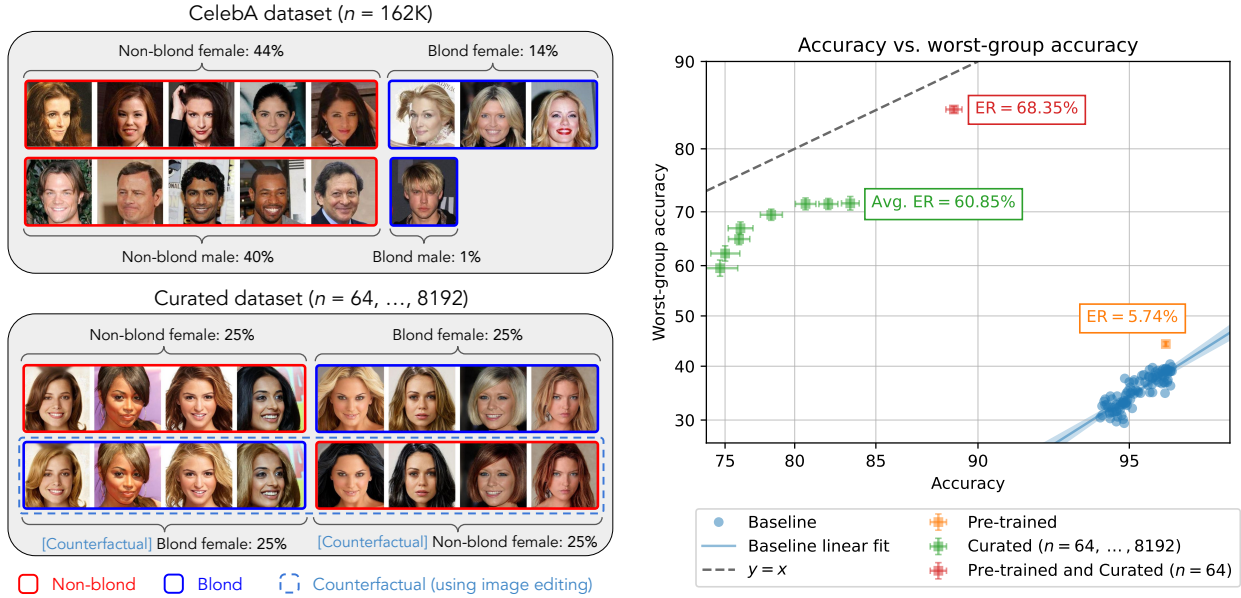 CelebA dataset (n = 162K)
Non-blond female: 44%
Blond female: 14%
Non-blond male: 40%
Blond male: 1%
Curated dataset (n = 64, …, 8192)
Non-blond female: 25%
Blond female: 25%
[Counterfactual] Blond female: 25%
[Counterfactual] Non-blond female: 25%
Non-blond
Blond
Counterfactual (using image editing)
Accuracy vs. worst-group accuracy
Worst-group accuracy
90
80
70
60
50
40
30
ER = 68.35%
Avg. ER = 60.85%
ER = 5.74%
75
80
85
90
95
Accuracy
Baseline
Baseline linear fit
y = x
Pre-trained
Curated (n = 64, … , 8192)
Pre-trained and Curated (n = 64)